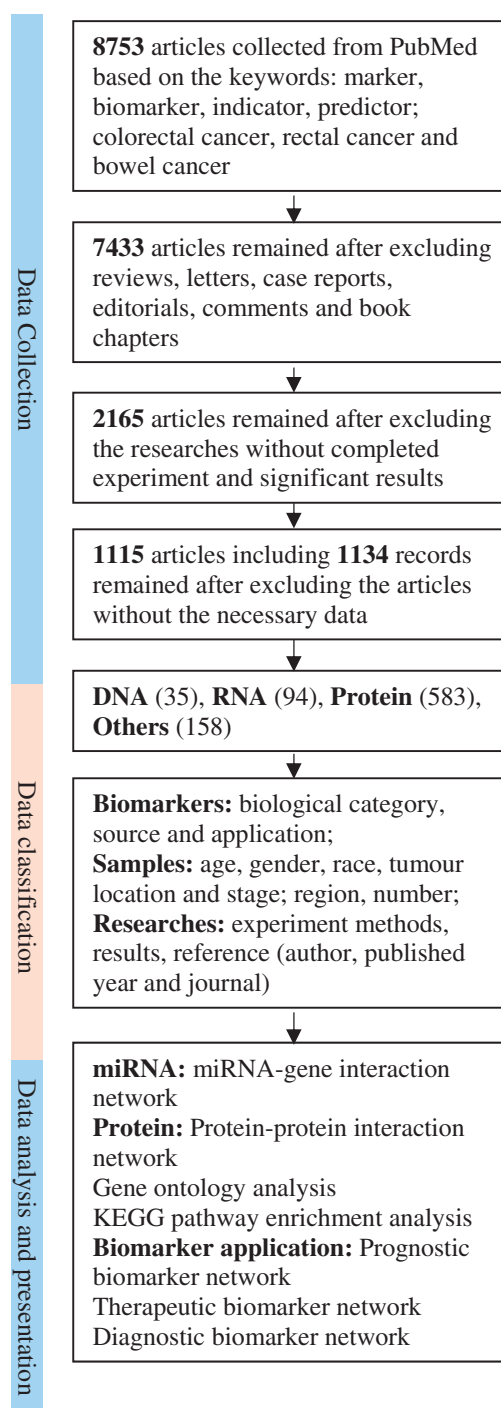 8753 articles collected from PubMed
based on the keywords: marker,
biomarker, indicator, predictor;
colorectal cancer, rectal cancer and
bowel cancer
7433 articles remained after excluding
reviews, letters, case reports,
editorials, comments and book
chapters
2165 articles remained after excluding
the researches without completed
experiment and significant results
1115 articles including 1134 records
remained after excluding the articles
without the necessary data
Data Collection
DNA (35), RNA (94), Protein (583),
Others (158)
Biomarkers: biological category,
source and application;
Samples: age, gender, race, tumour
location and stage; region, number;
Researches: experiment methods,
results, reference (author, published
year and journal)
Data classification
miRNA: miRNA-gene interaction
network
Protein: Protein-protein interaction
network
Gene ontology analysis
KEGG pathway enrichment analysis
Biomarker application: Prognostic
biomarker network
Therapeutic biomarker network
Diagnostic biomarker network
Data analysis and presentation